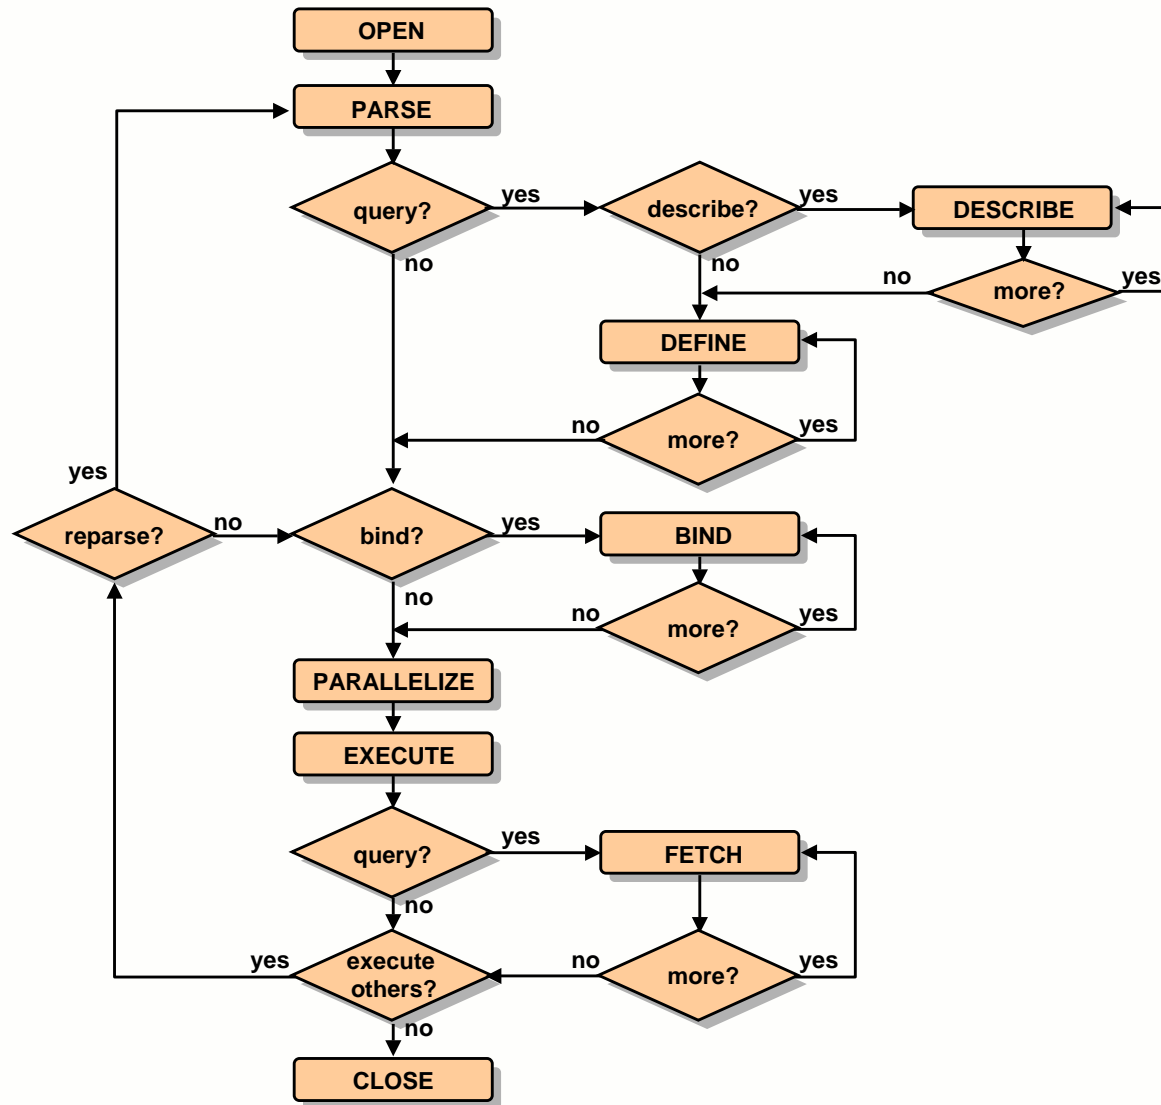 OPEN
PARSE
query?
yes
describe?
yes
DESCRIBE
no
no
no
more?
yes
DEFINE
no
more?
yes
yes
reparse?
no
bind?
yes
BIND
no
no
more?
yes
PARALLELIZE
EXECUTE
query?
yes
FETCH
no
yes
execute
others?
no
more?
yes
no
CLOSE